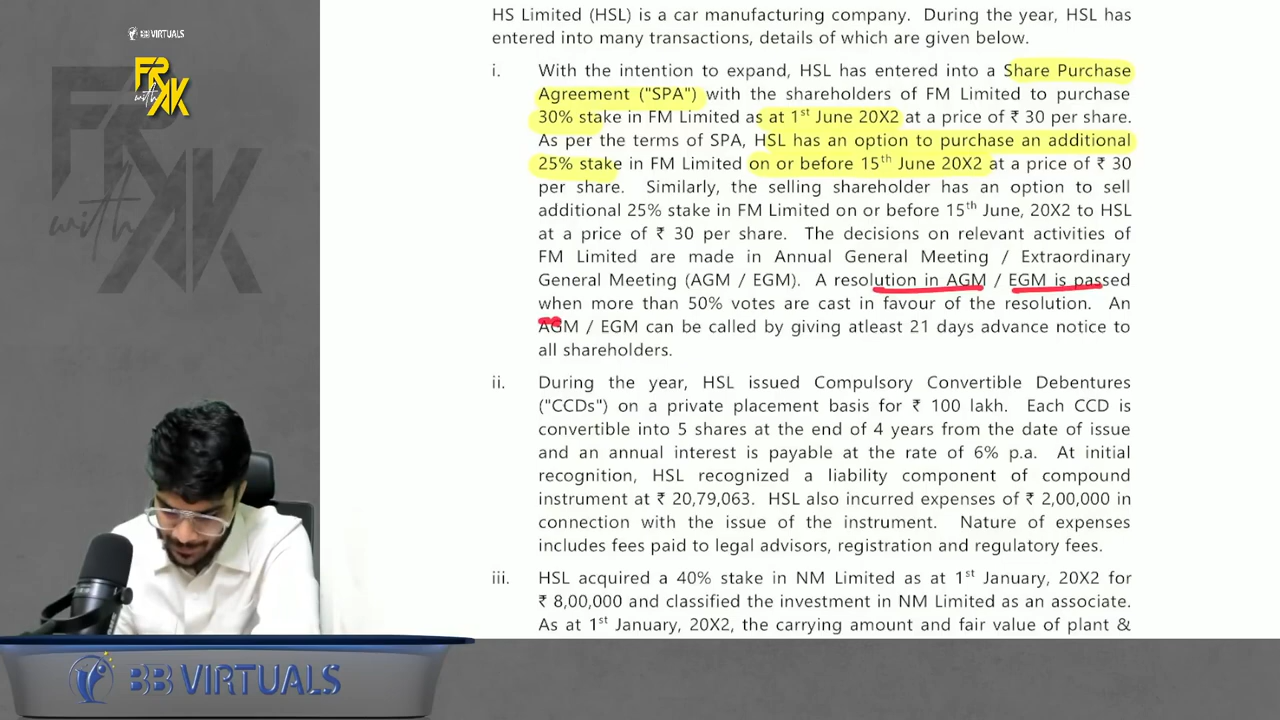 HS Limited (HSL) is a car manufacturing company. During the year, HSL has
entered into many transactions, details of which are given below.
i. With the intention to expand, HSL has entered into a Share Purchase
Agreement ("SPA") with the shareholders of FM Limited to purchase
30% stake in FM Limited as at 1st June 20X2 at a price of ₹ 30 per share.
As per the terms of SPA, HSL has an option to purchase an additional
25% stake in FM Limited on or before 15th June 20X2 at a price of ₹ 30
per share. Similarly, the selling shareholder has an option to sell
additional 25% stake in FM Limited on or before 15th June, 20X2 to HSL
at a price of ₹ 30 per share. The decisions on relevant activities of
FM Limited are made in Annual General Meeting / Extraordinary
General Meeting (AGM / EGM). A resolution in AGM / EGM is passed
when more than 50% votes are cast in favour of the resolution. An
AGM / EGM can be called by giving atleast 21 days advance notice to
all shareholders.
ii. During the year, HSL issued Compulsory Convertible Debentures
("CCDs") on a private placement basis for ₹ 100 lakh. Each CCD is
convertible into 5 shares at the end of 4 years from the date of issue
and an annual interest is payable at the rate of 6% p.a. At initial
recognition, HSL recognized a liability component of compound
instrument at ₹ 20,79,063. HSL also incurred expenses of ₹ 2,00,000 in
connection with the issue of the instrument. Nature of expenses
includes fees paid to legal advisors, registration and regulatory fees.
iii. HSL acquired a 40% stake in NM Limited as at 1st January, 20X2 for
₹ 8,00,000 and classified the investment in NM Limited as an associate.
As at 1st January, 20X2, the carrying amount and fair value of plant &
BB VIRTUALS
FR
with
AK
FR
with
AK
BB VIRTUALS